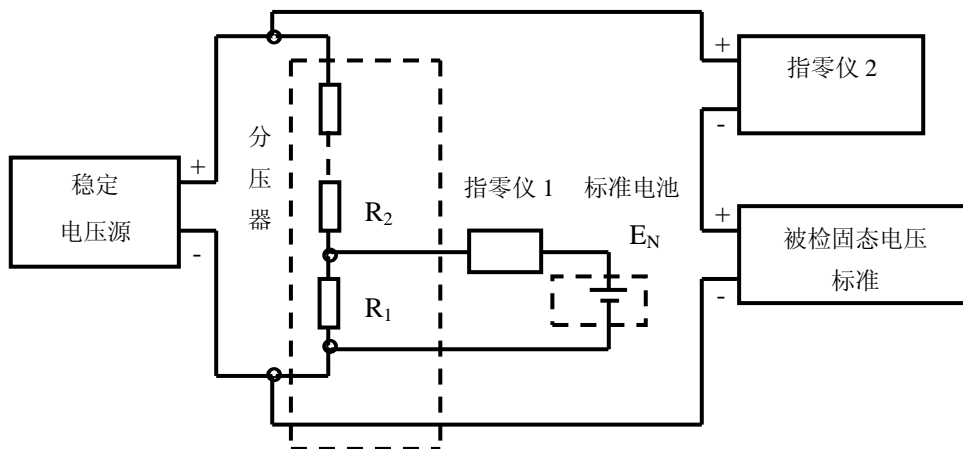 +
指零仪 2
-
分
压
器
+
稳定
电压源
-
指零仪 1
标准电池
R₂
E_N
R₁
+
被检固态电压
标准
-